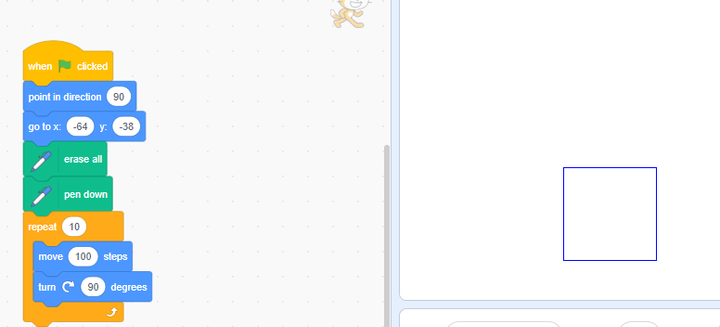 when clicked
point in direction 90
go to x: -64 y: -38
erase all
pen down
repeat 10
move 100 steps
turn 90 degrees